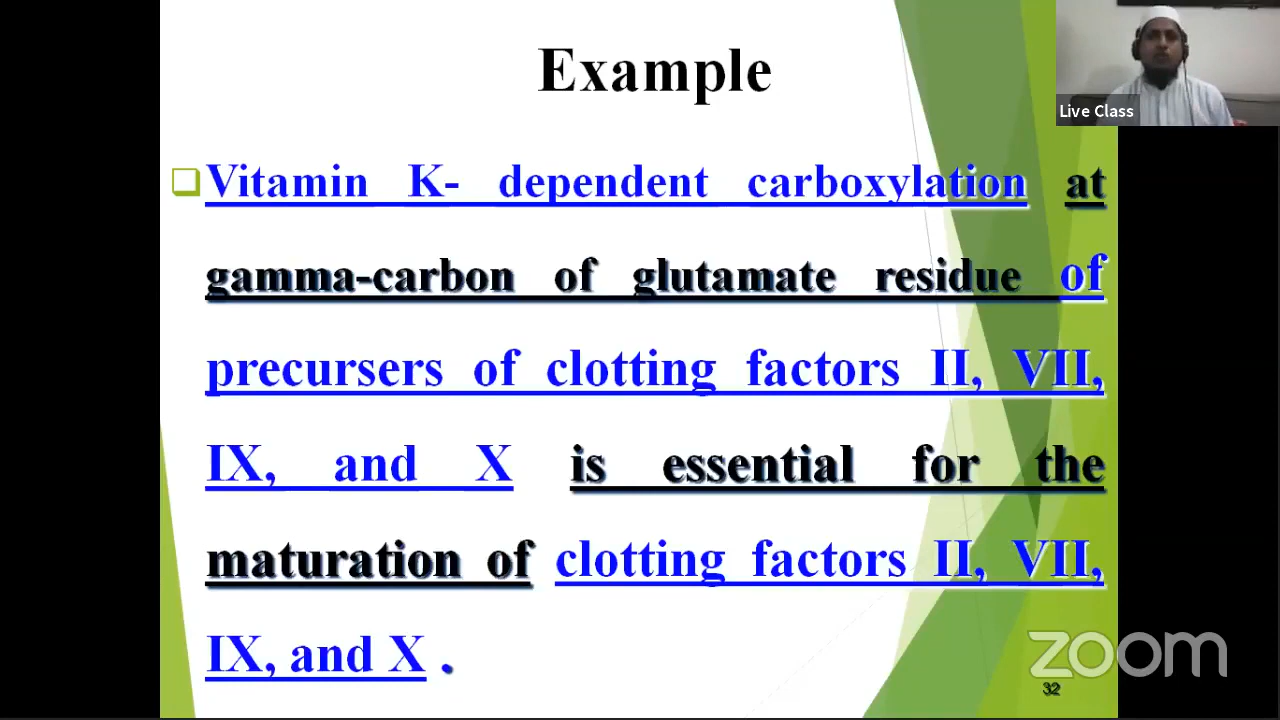 Example
Live Class
Vitamin K- dependent carboxylation at
gamma-carbon of glutamate residue of
precursers of clotting factors II, VII,
IX, and X is essential for the
maturation of clotting factors II, VII,
IX, and X .
zoom
32